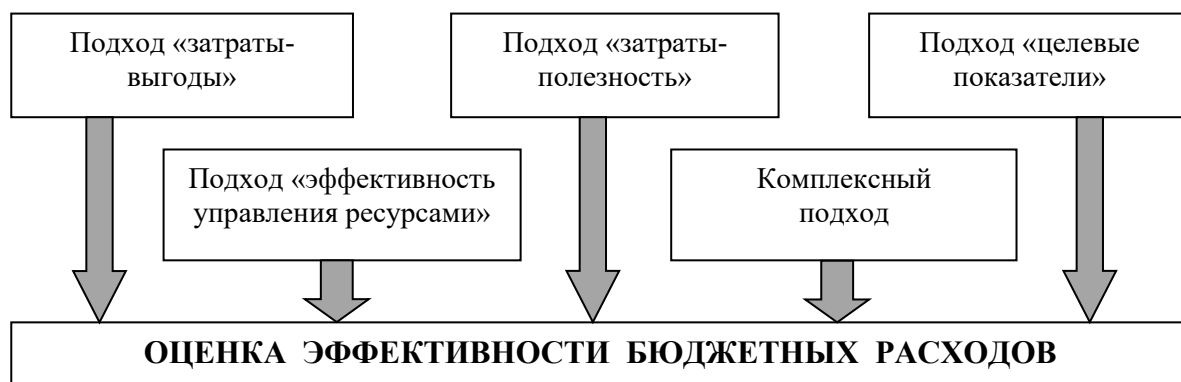 Подход «затраты-
выгоды»
Подход «затраты-
полезность»
Подход «целевые
показатели»
Подход «эффективность
управления ресурсами»
Комплексный
подход
ОЦЕНКА ЭФФЕКТИВНОСТИ БЮДЖЕТНЫХ РАСХОДОВ